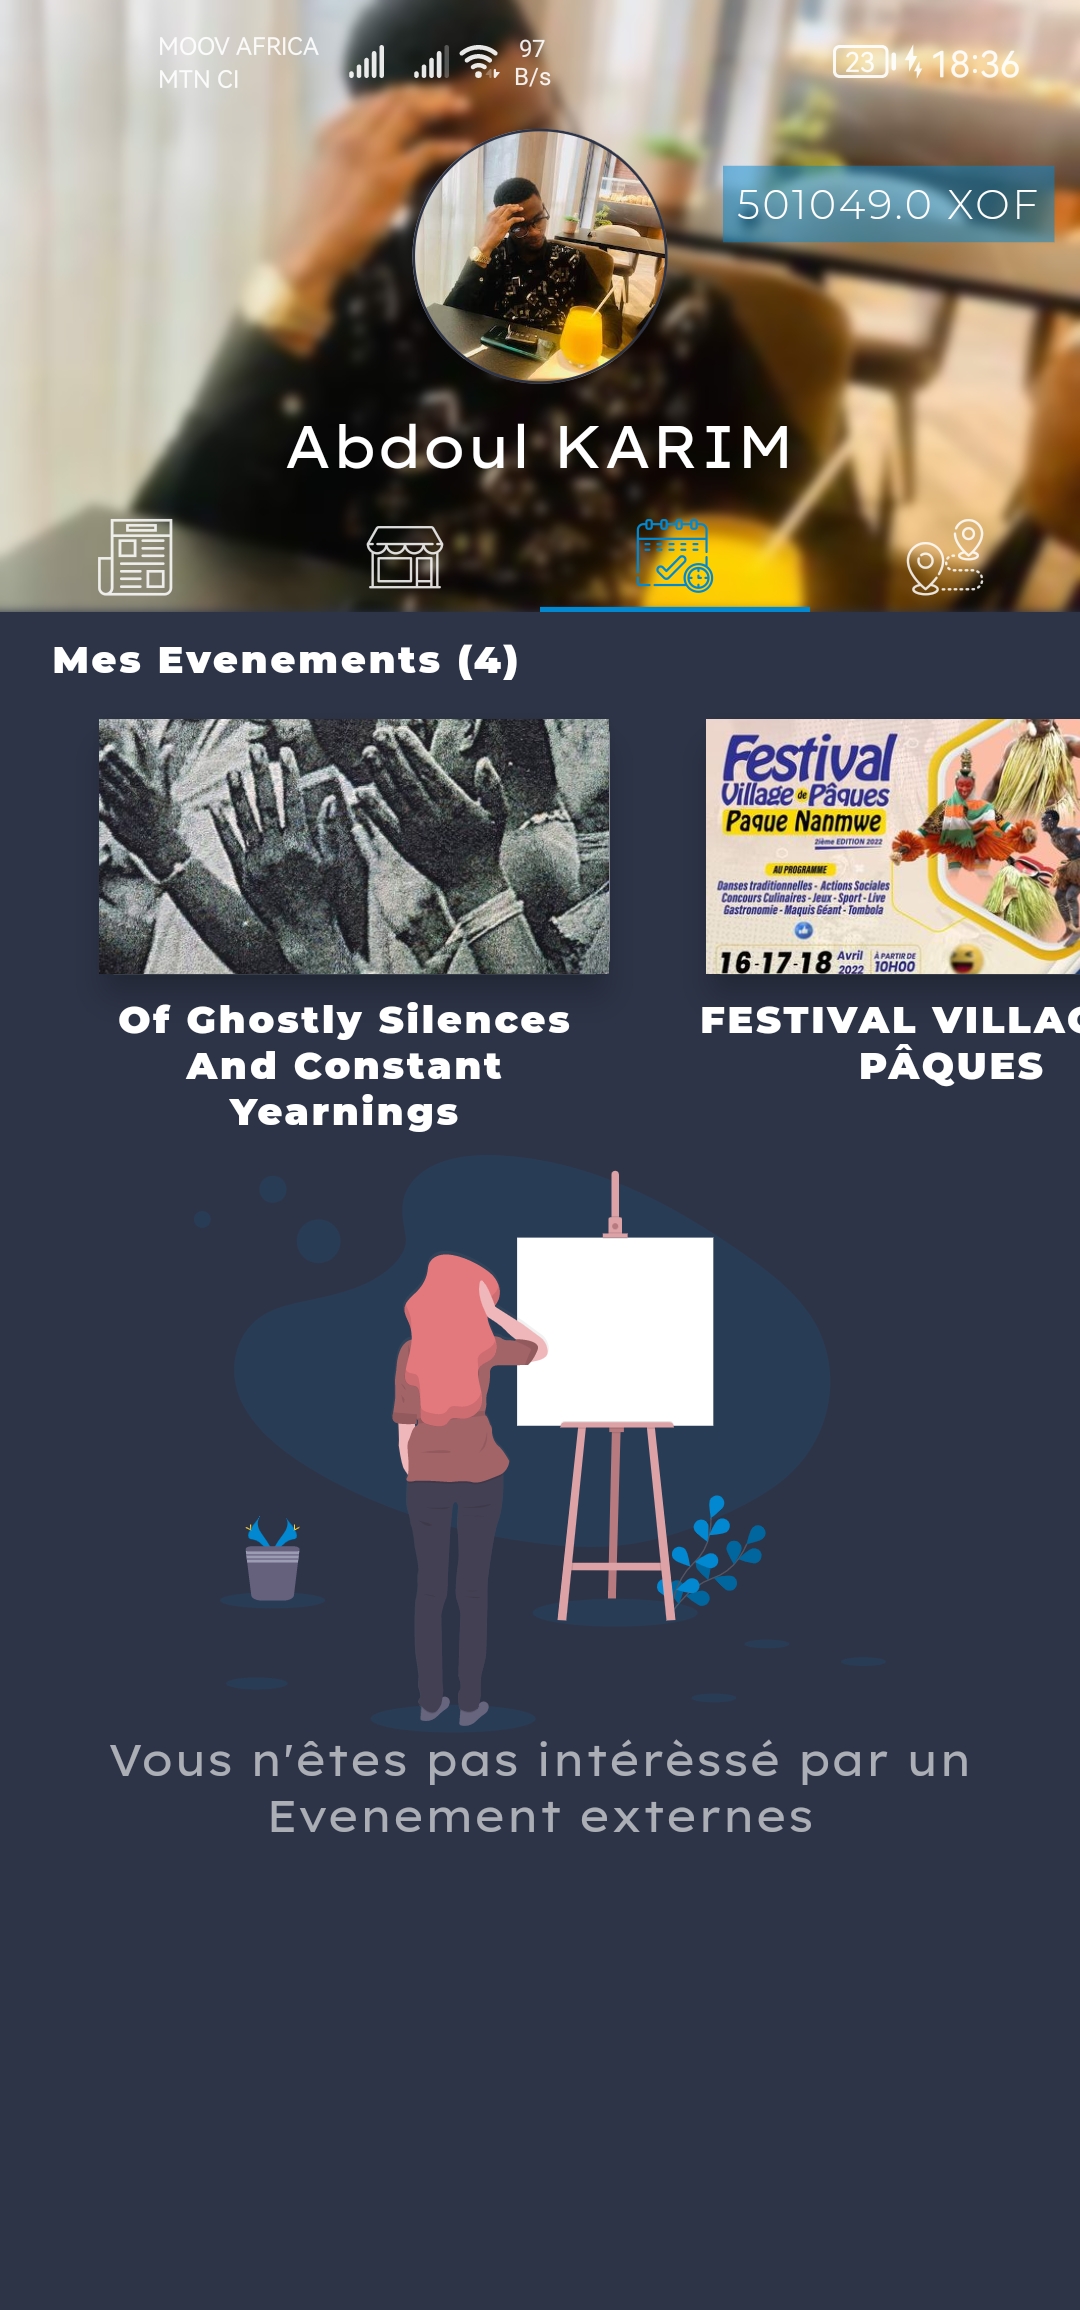 MOOV AFRICA
MTN CI
97
B/s
23
18:36
501049.0 XOF
Abdoul KARIM
Mes Evenements (4)
Festival
Village de Pâques
Paque Nanmwe
2ième EDITION 2022
AU PROGRAMME
Danses traditionnelles - Actions Sociales
Concours Culinaires - Jeux - Sport - Live
Gastronomie - Maquis Géant - Tombola
16-17-18 Avril 2022
À PARTIR DE
10H00
Of Ghostly Silences
And Constant
Yearnings
FESTIVAL VILLAG
PÂQUES
Vous n'êtes pas intérèssé par un
Evenement externes